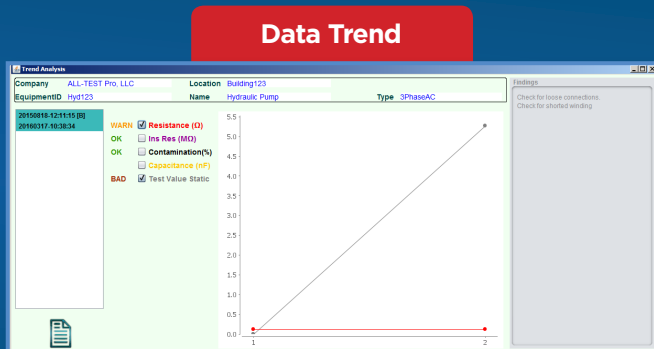 Data Trend
Trend Analysis
Company ALL-TEST Pro, LLC Location Building123
EquipmentID Hyd123 Name Hydraulic Pump Type 3PhaseAC
Findings
Check for loose connections.
Check for shorted winding
20150818-12:11:15 [B]
20160317-10:38:34
WARN Resistance (Ω)
OK Ins Res (MΩ)
OK Contamination(%)
Capacitance (nF)
BAD Test Value Static
5.5
5.0
4.5
4.0
3.5
3.0
2.5
2.0
1.5
1.0
0.5
0.0
1 2